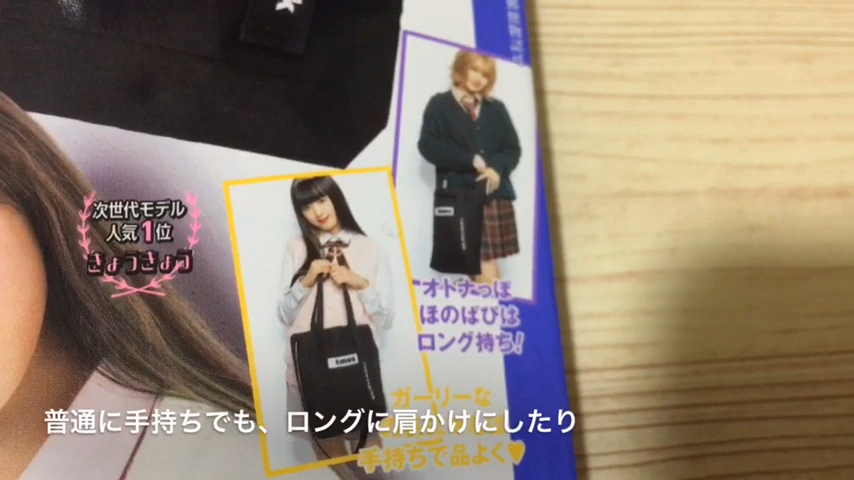 次世代モデル
人気1位
きょうきょう
オトナっぽ
ほのばびは
ロング持ち!
ガーリーな
手持ちで品よく♥
普通に手持ちでも、ロングに肩かけにしたり